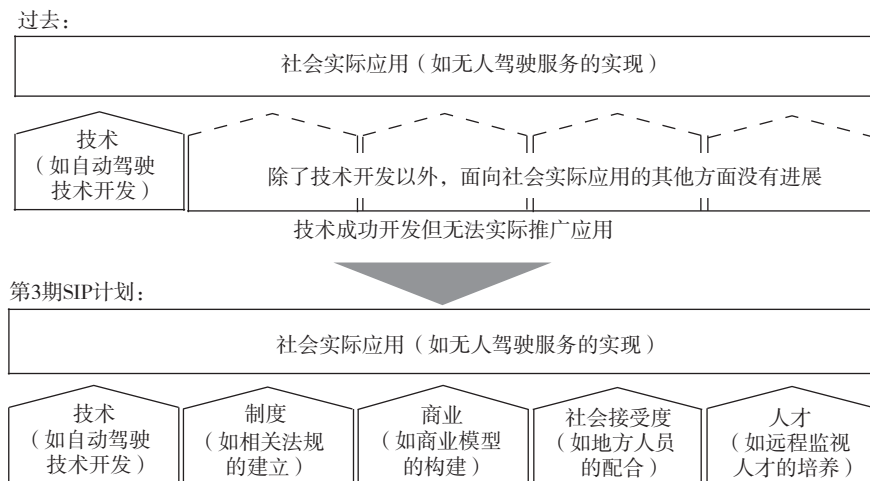 过去：
社会实际应用（如无人驾驶服务的实现）
技术
（如自动驾驶
技术开发）
除了技术开发以外，面向社会实际应用的其他方面没有进展
技术成功开发但无法实际推广应用
第3期SIP计划：
社会实际应用（如无人驾驶服务的实现）
技术
（如自动驾驶
技术开发）
制度
（如相关法规
的建立）
商业
（如商业模型
的构建）
社会接受度
（如地方人员
的配合）
人才
（如远程监视
人才的培养）